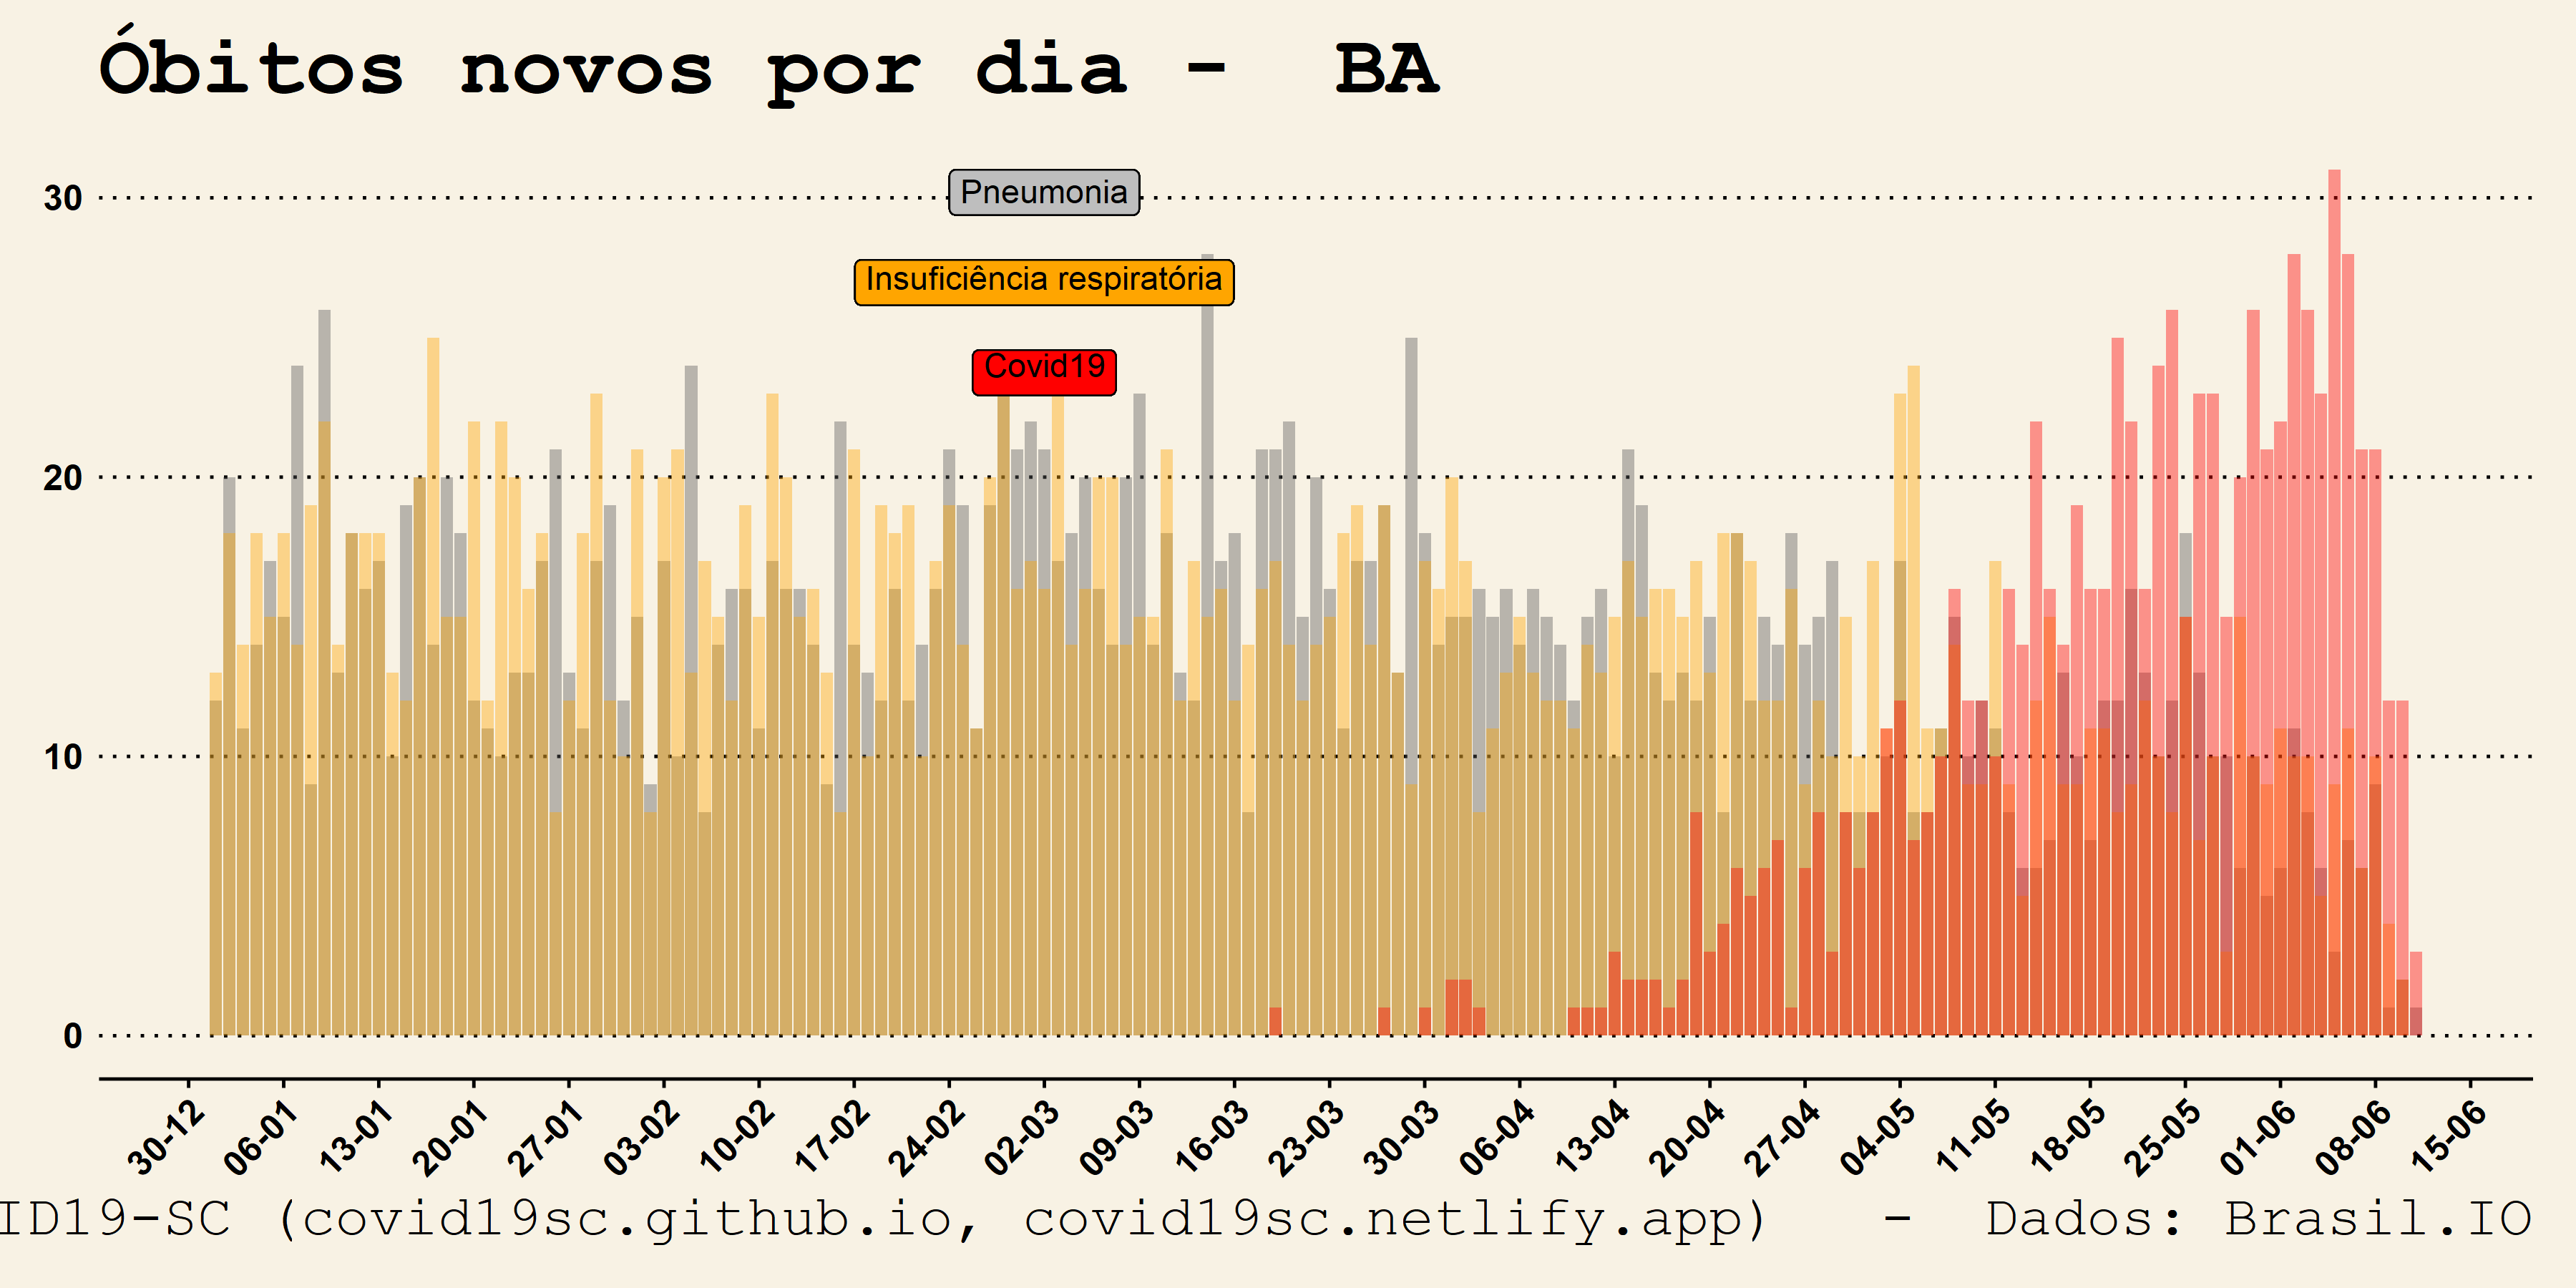 Óbitos novos por dia - BA
30
Pneumonia
Insuficiência respiratória
Covid19
20
10
0
30-12 06-01 13-01 20-01 27-01 03-02 10-02 17-02 24-02 02-03 09-03 16-03 23-03 30-03 06-04 13-04 20-04 27-04 04-05 11-05 18-05 25-05 01-06 08-06 15-06
ID19-SC (covid19sc.github.io, covid19sc.netlify.app) - Dados: Brasil.IO